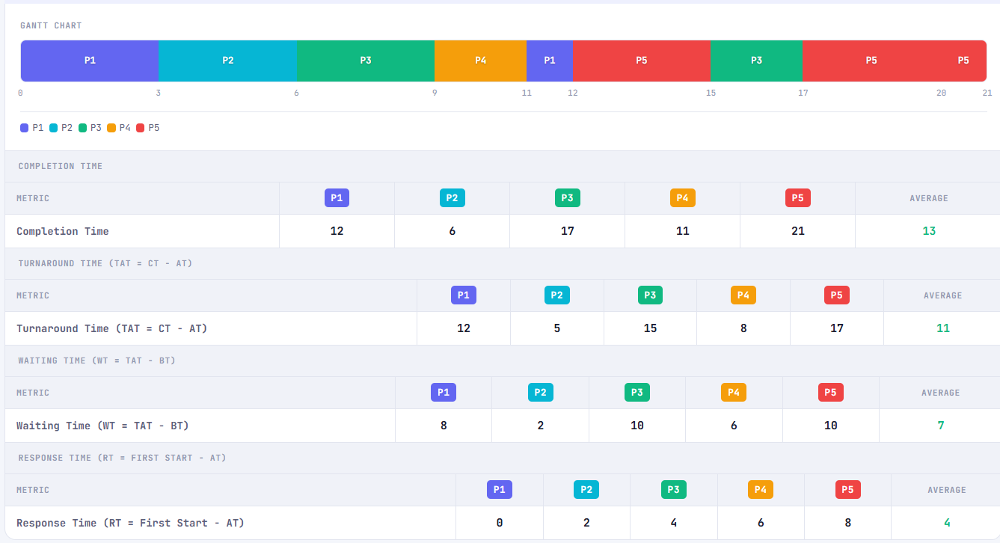 GANTT CHART
P1 P2 P3 P4 P1 P5 P3 P5 P5
0 3 6 9 11 12 15 17 20 21
P1 P2 P3 P4 P5
COMPLETION TIME
METRIC P1 P2 P3 P4 P5 AVERAGE
Completion Time 12 6 17 11 21 13
TURNAROUND TIME (TAT = CT - AT)
METRIC P1 P2 P3 P4 P5 AVERAGE
Turnaround Time (TAT = CT - AT) 12 5 15 8 17 11
WAITING TIME (WT = TAT - BT)
METRIC P1 P2 P3 P4 P5 AVERAGE
Waiting Time (WT = TAT - BT) 8 2 10 6 10 7
RESPONSE TIME (RT = FIRST START - AT)
METRIC P1 P2 P3 P4 P5 AVERAGE
Response Time (RT = First Start - AT) 0 2 4 6 8 4